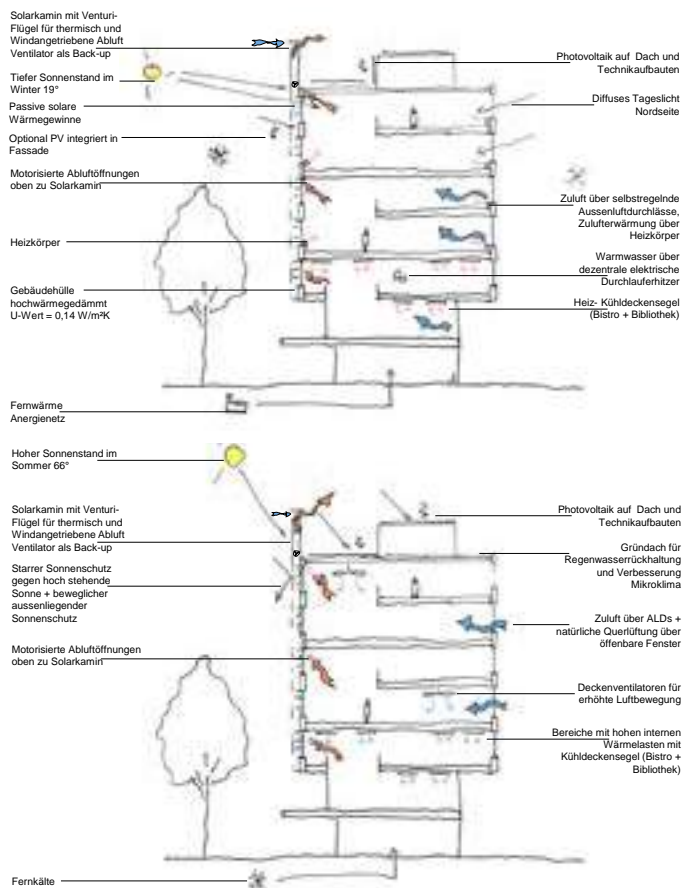 Solarkamin mit Venturi-
Flügel für thermisch und
Windangetriebene Abluft
Ventilator als Back-up
Tiefer Sonnenstand im
Winter 19°
Passive solare
Wärmegewinne
Optional PV integriert in
Fassade
Motorisierte Abluftöffnungen
oben zu Solarkamin
Heizkörper
Gebäudehülle
hochwärmegedämmt
U-Wert = 0,14 W/m²K
Fernwärme
Anergienetz
Photovoltaik auf Dach und
Technikaufbauten
Diffuses Tageslicht
Nordseite
Zuluft über selbstregelnde
Aussenluftdurchlässe,
Zulufterwärmung über
Heizkörper
Warmwasser über
dezentrale elektrische
Durchlauferhitzer
Heiz- Kühldeckensegel
(Bistro + Bibliothek)
Hoher Sonnenstand im
Sommer 66°
Solarkamin mit Venturi-
Flügel für thermisch und
Windangetriebene Abluft
Ventilator als Back-up
Starrer Sonnenschutz
gegen hoch stehende
Sonne + beweglicher
aussenliegender
Sonnenschutz
Motorisierte Abluftöffnungen
oben zu Solarkamin
Fernkälte
Photovoltaik auf Dach und
Technikaufbauten
Gründach für
Regenwasserrückhaltung
und Verbesserung
Mikroklima
Zuluft über ALDs +
natürliche Querlüftung über
öffenbare Fenster
Deckenventilatoren für
erhöhte Luftbewegung
Bereiche mit hohen internen
Wärmelasten mit
Kühldeckensegel (Bistro +
Bibliothek)